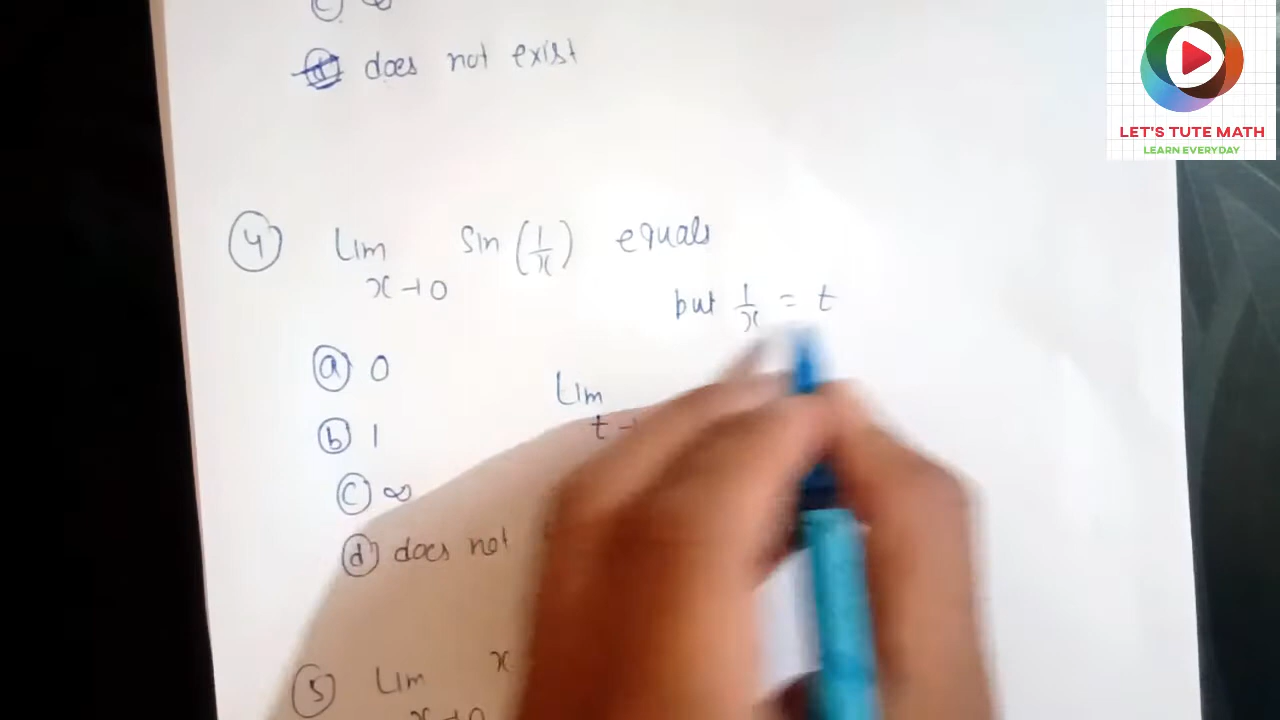 (c) ∞
(d) does not exist
LET'S TUTE MATH
LEARN EVERYDAY
(4) Lim sin (1/x) equals
x→0
but 1/x = t
(a) 0
Lim
t→
(b) 1
(c) ∞
(d) does not
(5) Lim x
x→0